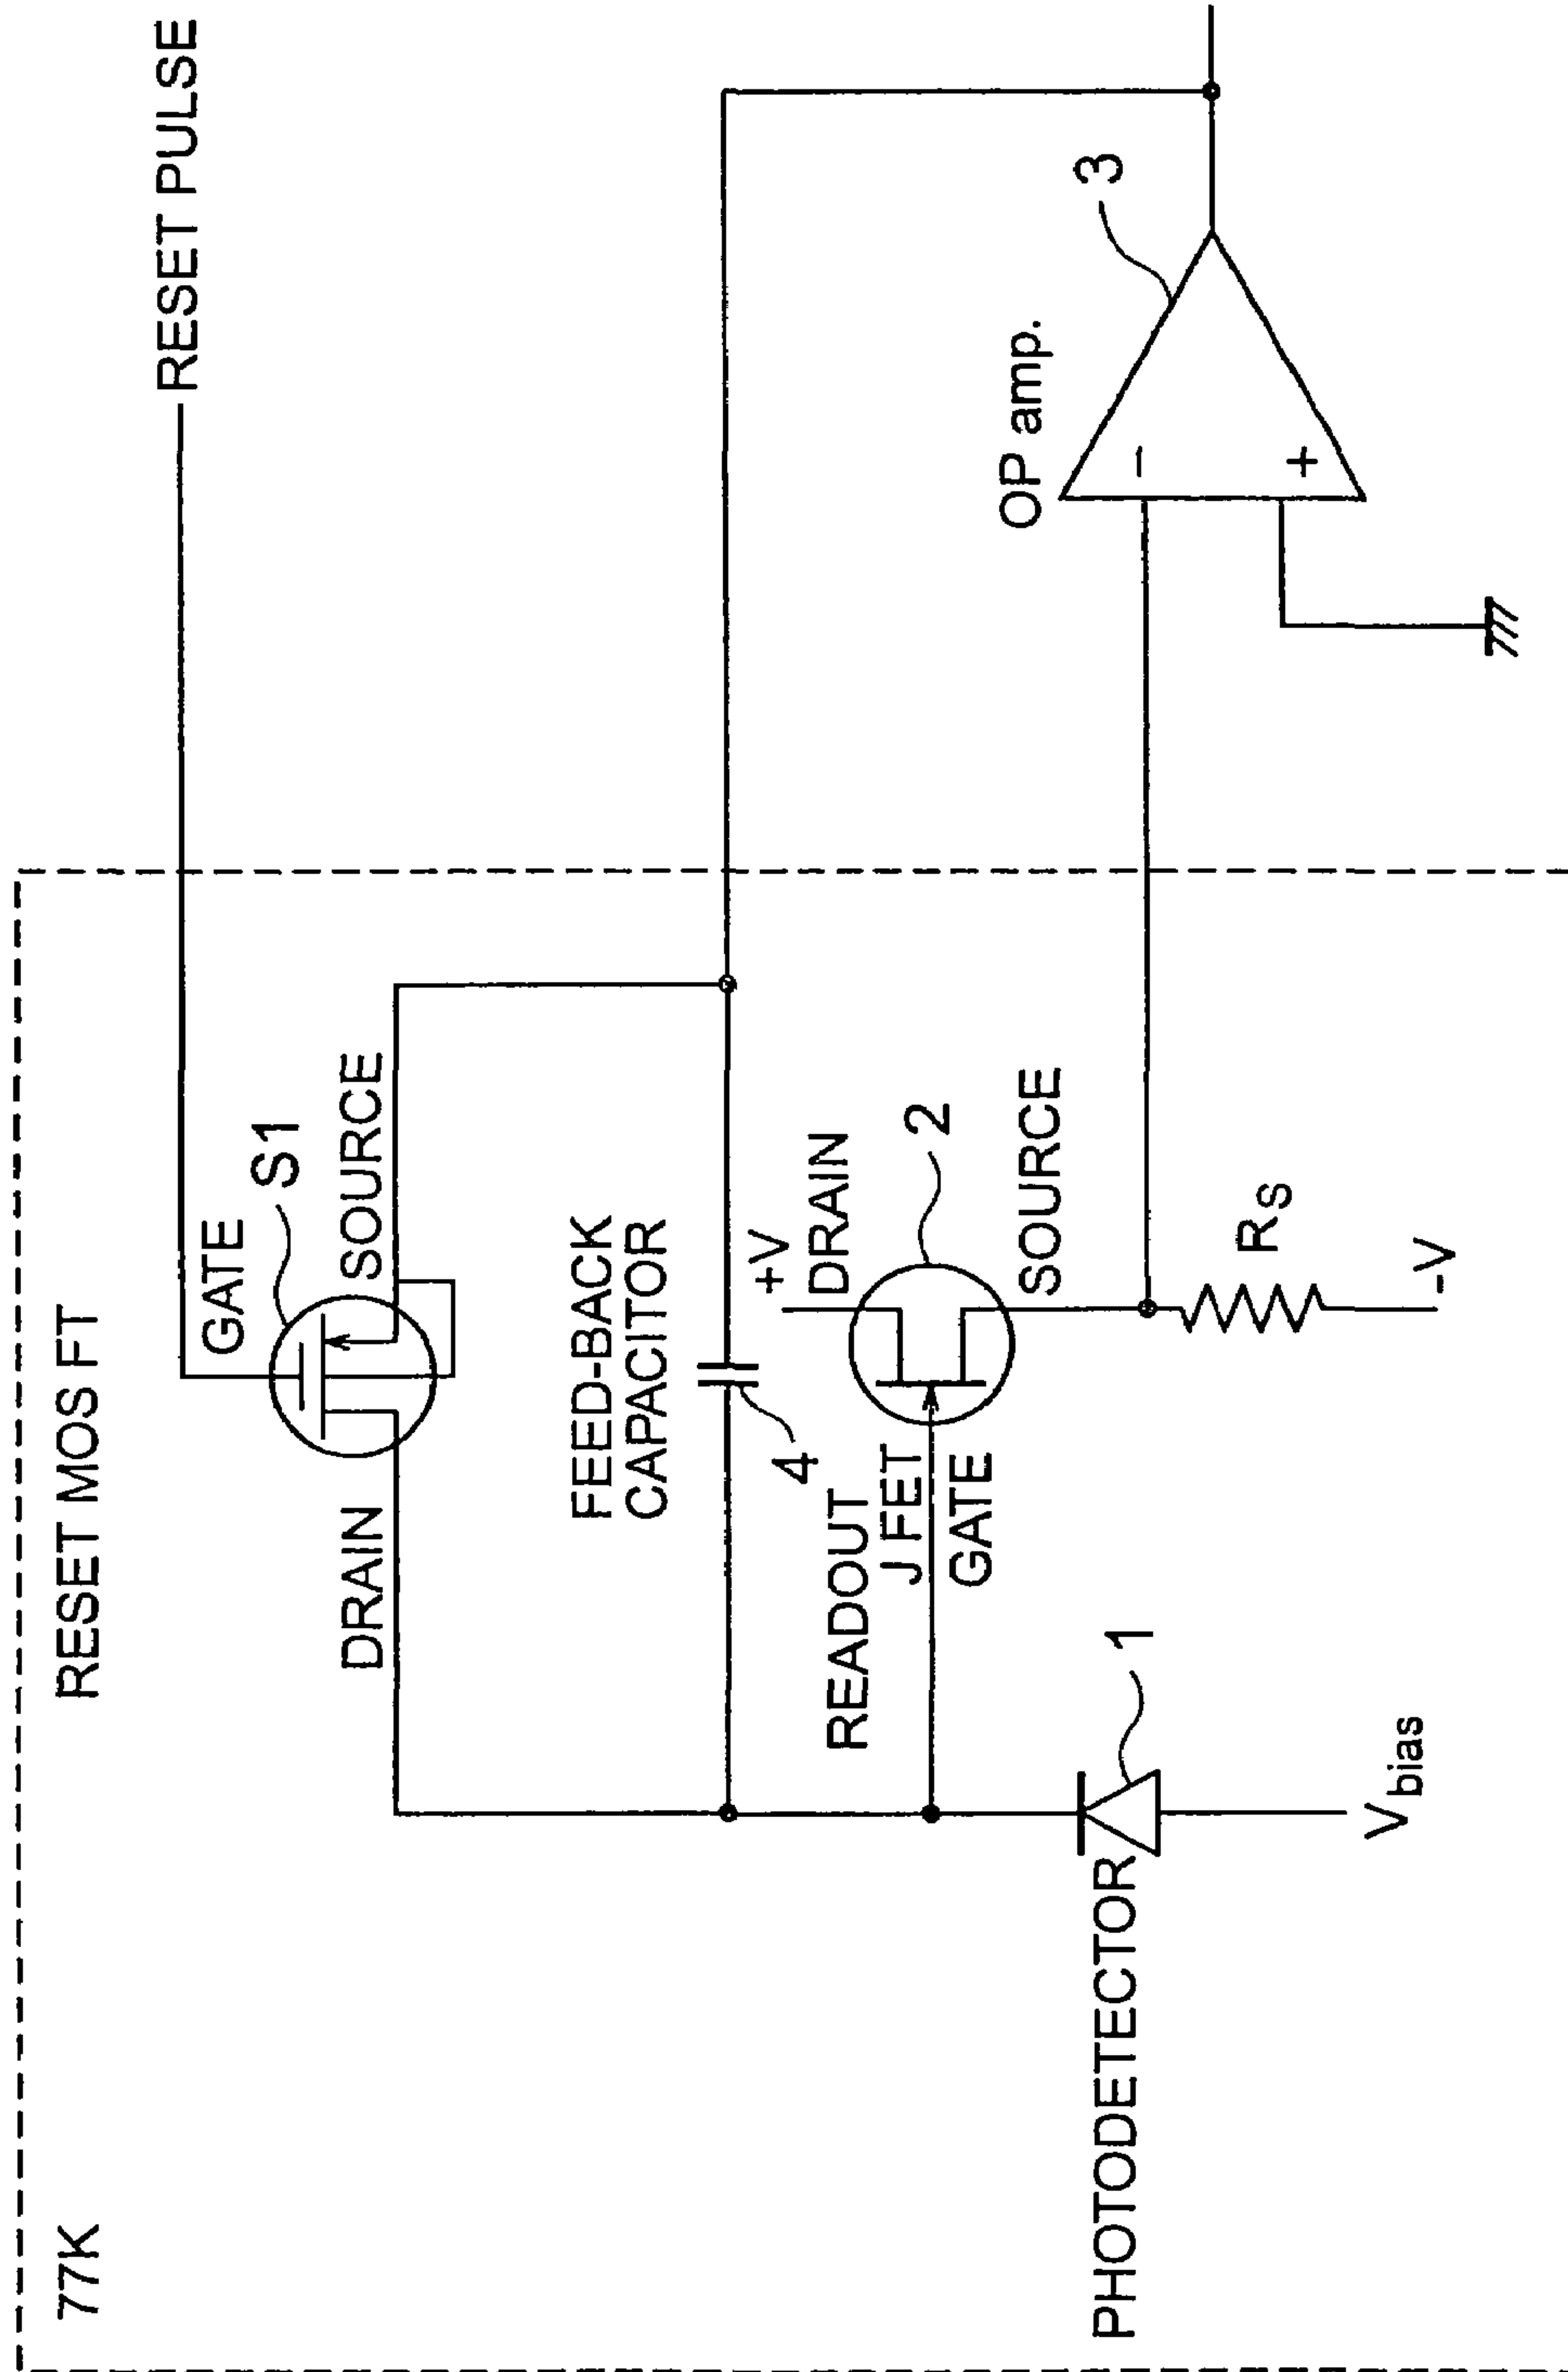 77K
RESET MOS FT
RESET PULSE
GATE
S1
DRAIN
SOURCE
FEED-BACK
CAPACITOR
4
+V
DRAIN
READOUT
J FET
GATE
2
SOURCE
OP amp.
3
−
+
PHOTODETECTOR
1
RS
Vbias
-V